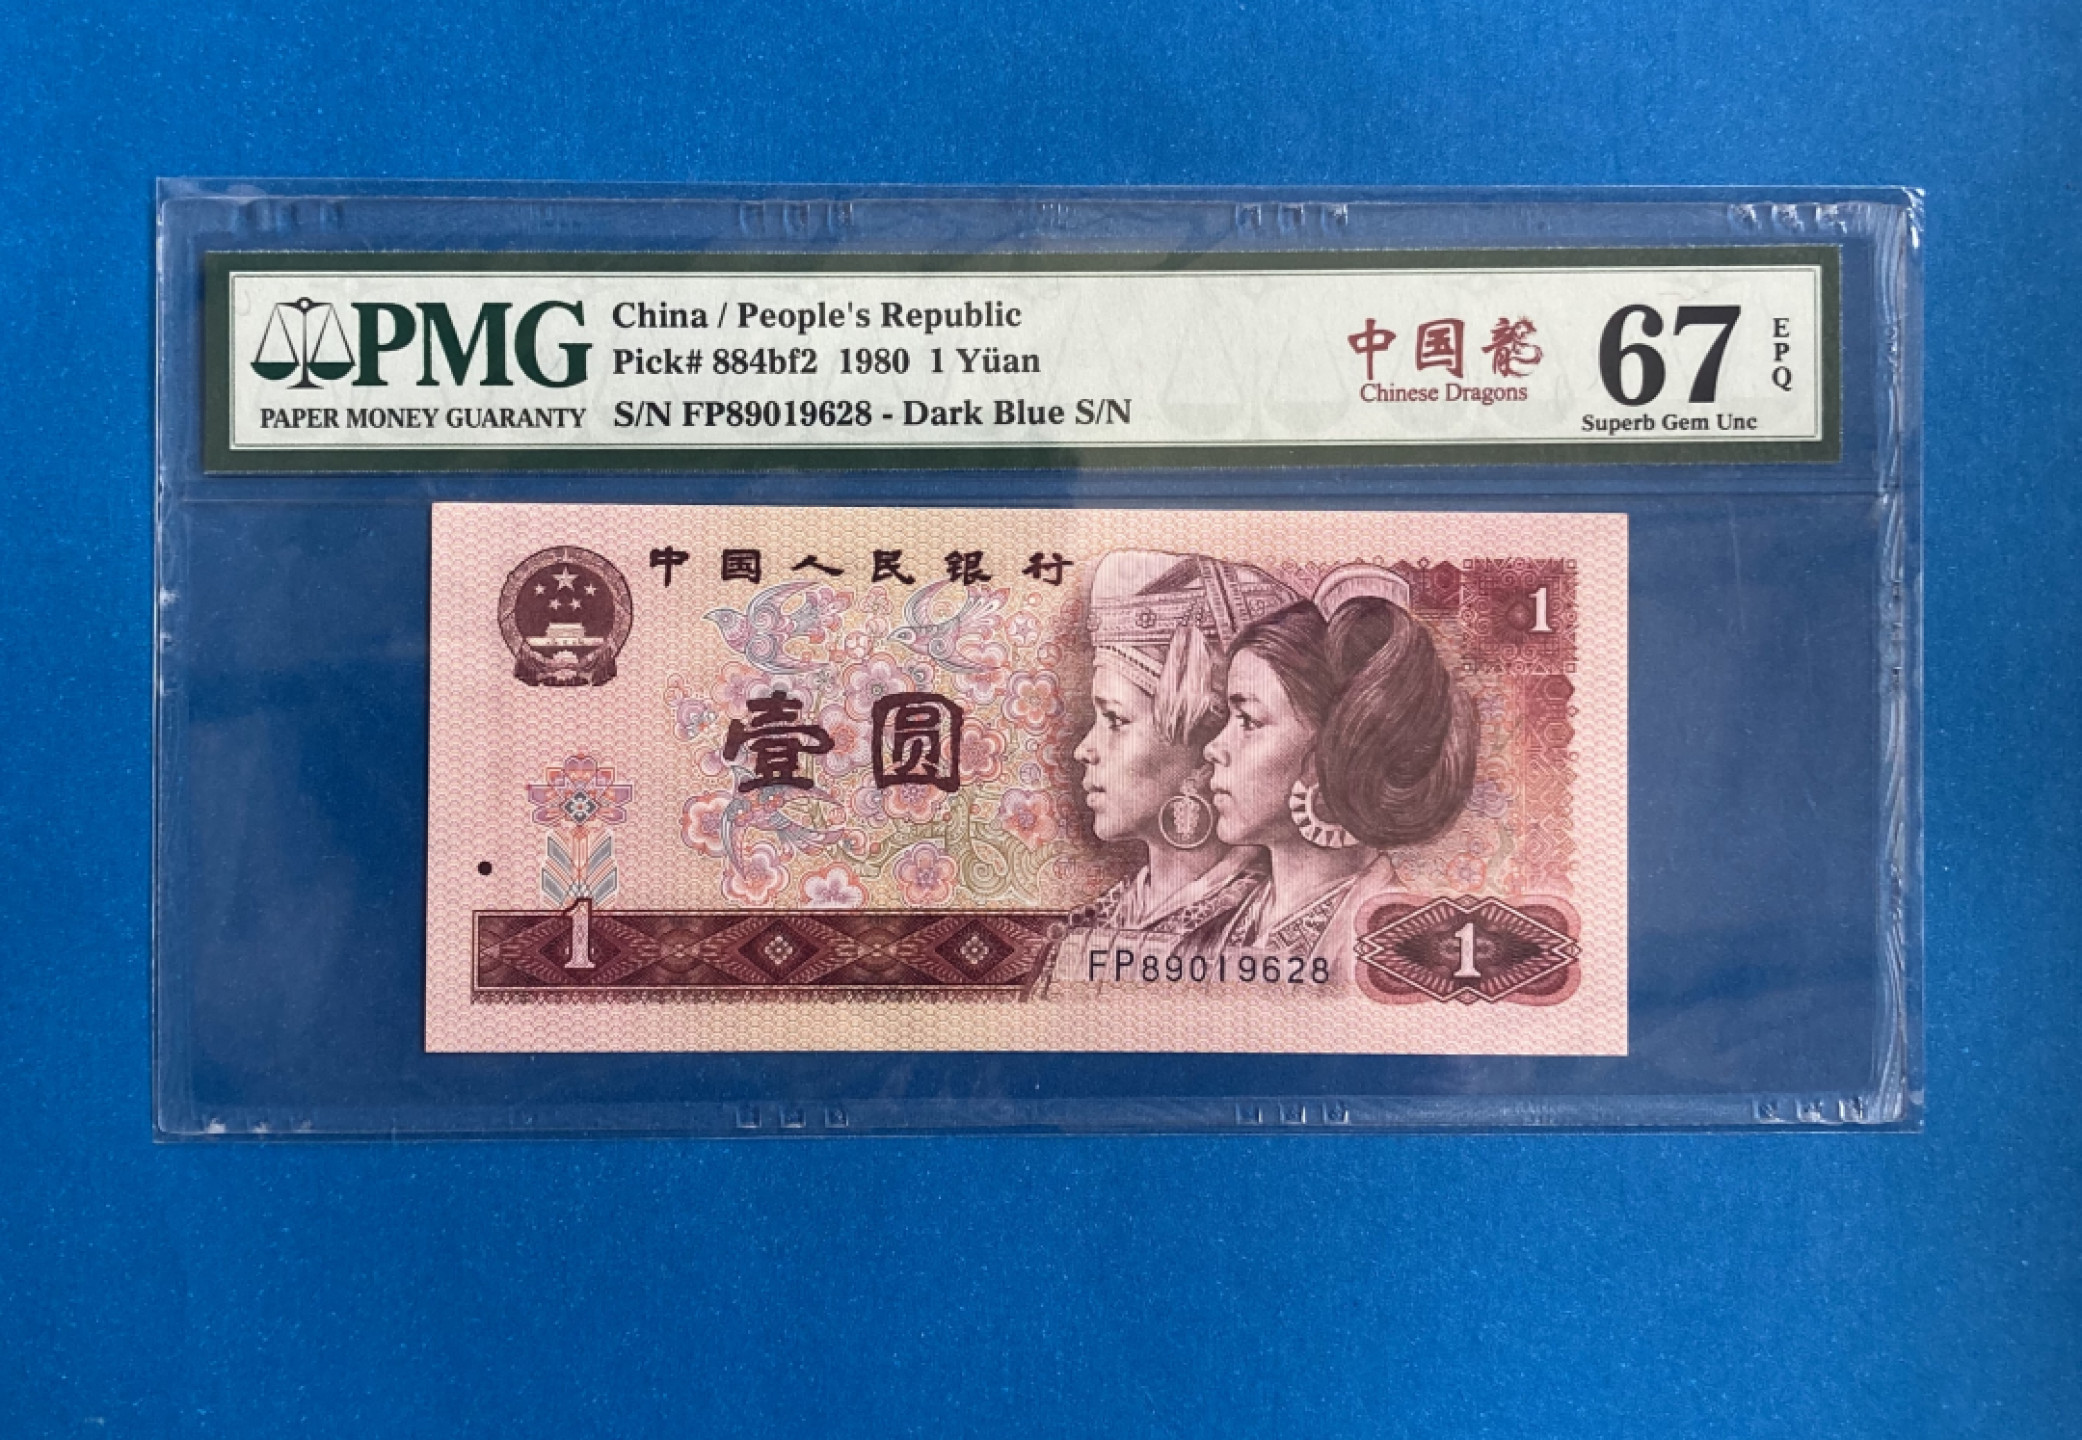 PMG
PAPER MONEY GUARANTY
China / People's Republic
Pick# 884bf2 1980 1 Yüan
S/N FP89019628 - Dark Blue S/N
中国龍
Chinese Dragons
67
EPQ
Superb Gem Unc
中国人民银行
1
壹圆
1
FP89019628
1